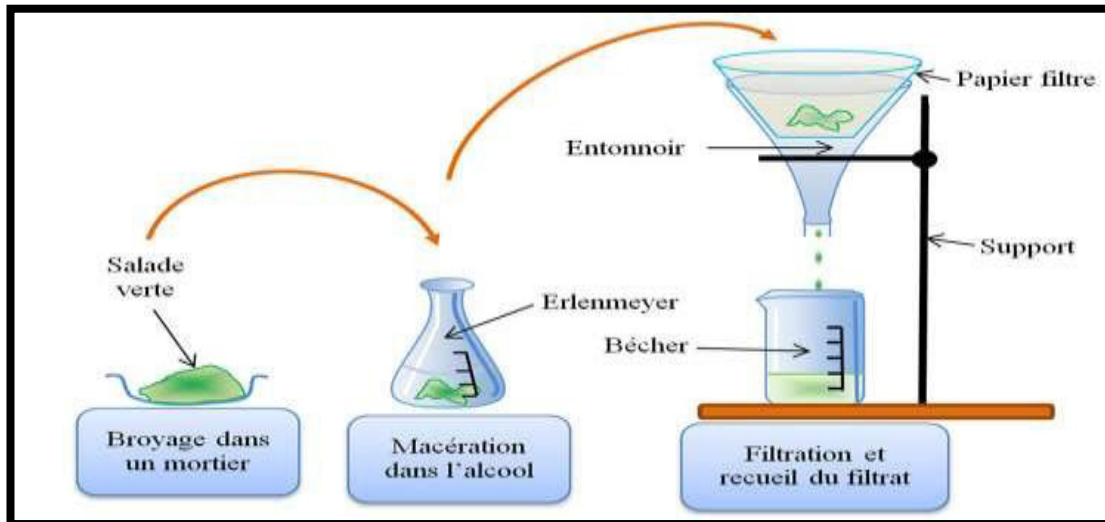 Papier filtre
Entonnoir
Salade
verte
Erlenmeyer
Support
Bécher
Broyage dans
un mortier
Macération
dans l'alcool
Filtration et
recueil du filtrat